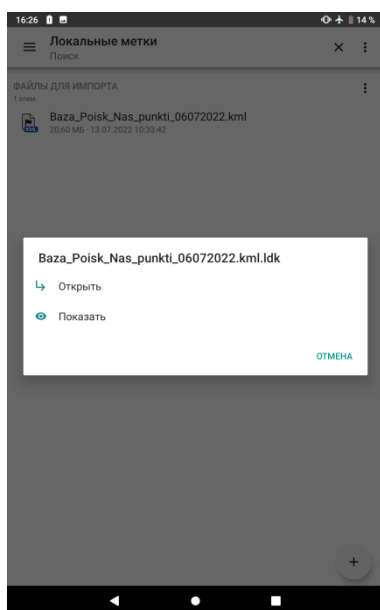 16:26
14 %
Локальные метки
Поиск
ФАЙЛЫ ДЛЯ ИМПОРТА
1 элем.
Baza_Poisk_Nas_punkti_06072022.kml
20,60 МБ · 13.07.2022 10:33:42
KML
Baza_Poisk_Nas_punkti_06072022.kml.ldk
Открыть
Показать
ОТМЕНА